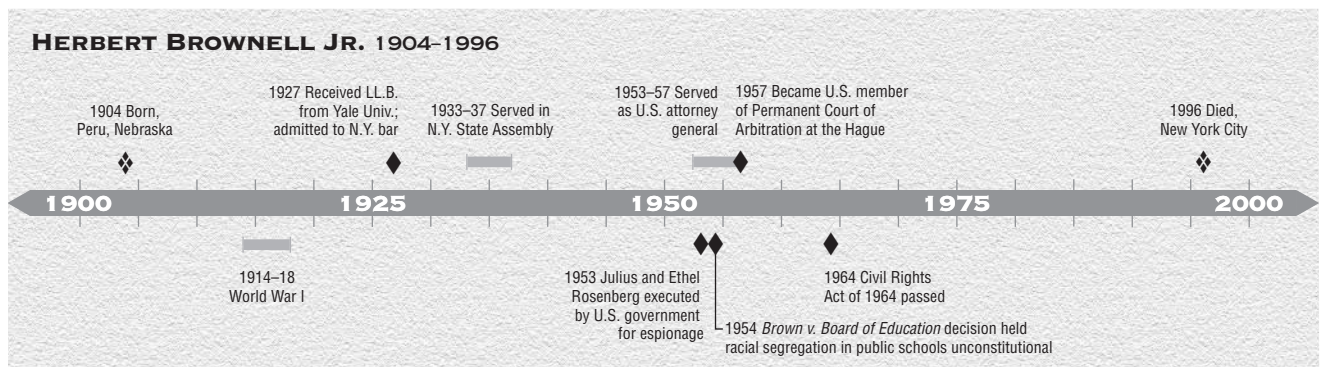 HERBERT BROWNELL JR. 1904–1996
1904 Born,
Peru, Nebraska
1927 Received LL.B.
from Yale Univ.;
admitted to N.Y. bar
1933–37 Served in
N.Y. State Assembly
1953–57 Served
as U.S. attorney
general
1957 Became U.S. member
of Permanent Court of
Arbitration at the Hague
1996 Died,
New York City
1900 1925 1950 1975 2000
1914–18
World War I
1953 Julius and Ethel
Rosenberg executed
by U.S. government
for espionage
1954 Brown v. Board of Education decision held
racial segregation in public schools unconstitutional
1964 Civil Rights
Act of 1964 passed